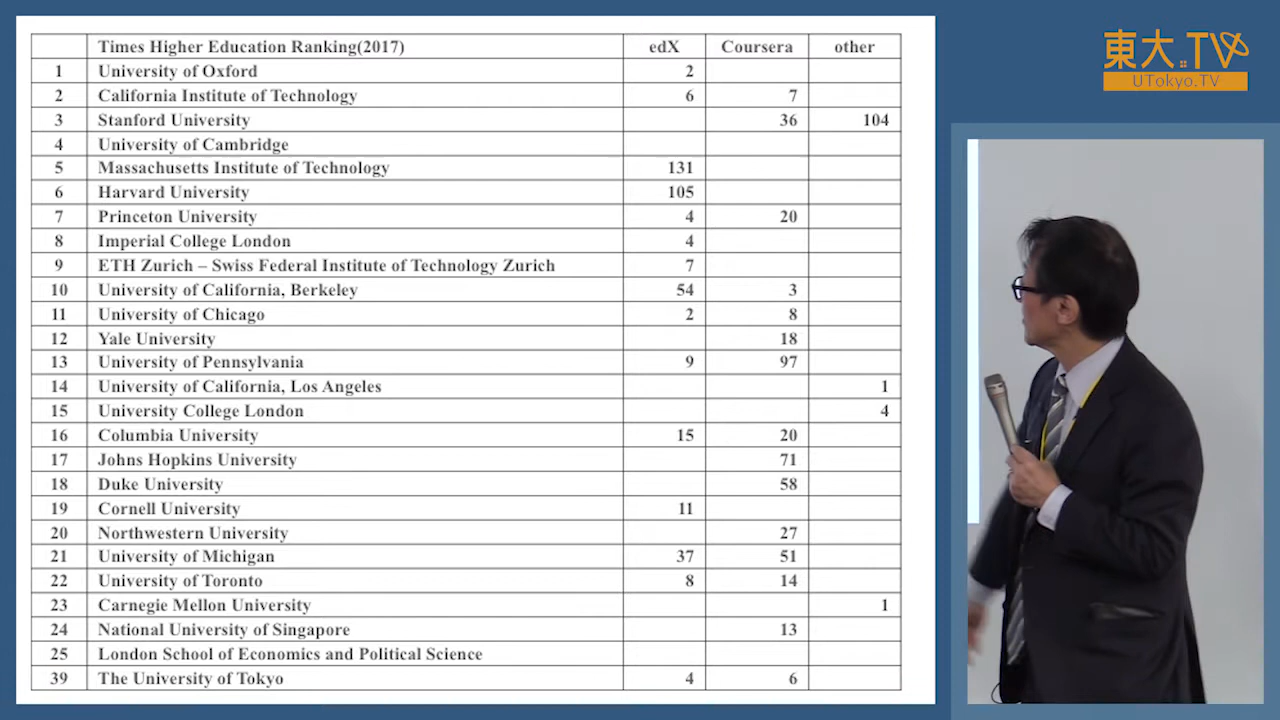 Times Higher Education Ranking(2017) edX Coursera other
1 University of Oxford 2
2 California Institute of Technology 6 7
3 Stanford University 36 104
4 University of Cambridge
5 Massachusetts Institute of Technology 131
6 Harvard University 105
7 Princeton University 4 20
8 Imperial College London 4
9 ETH Zurich – Swiss Federal Institute of Technology Zurich 7
10 University of California, Berkeley 54 3
11 University of Chicago 2 8
12 Yale University 18
13 University of Pennsylvania 9 97
14 University of California, Los Angeles 1
15 University College London 4
16 Columbia University 15 20
17 Johns Hopkins University 71
18 Duke University 58
19 Cornell University 11
20 Northwestern University 27
21 University of Michigan 37 51
22 University of Toronto 8 14
23 Carnegie Mellon University 1
24 National University of Singapore 13
25 London School of Economics and Political Science
39 The University of Tokyo 4 6
東大.TV
UTokyo.TV